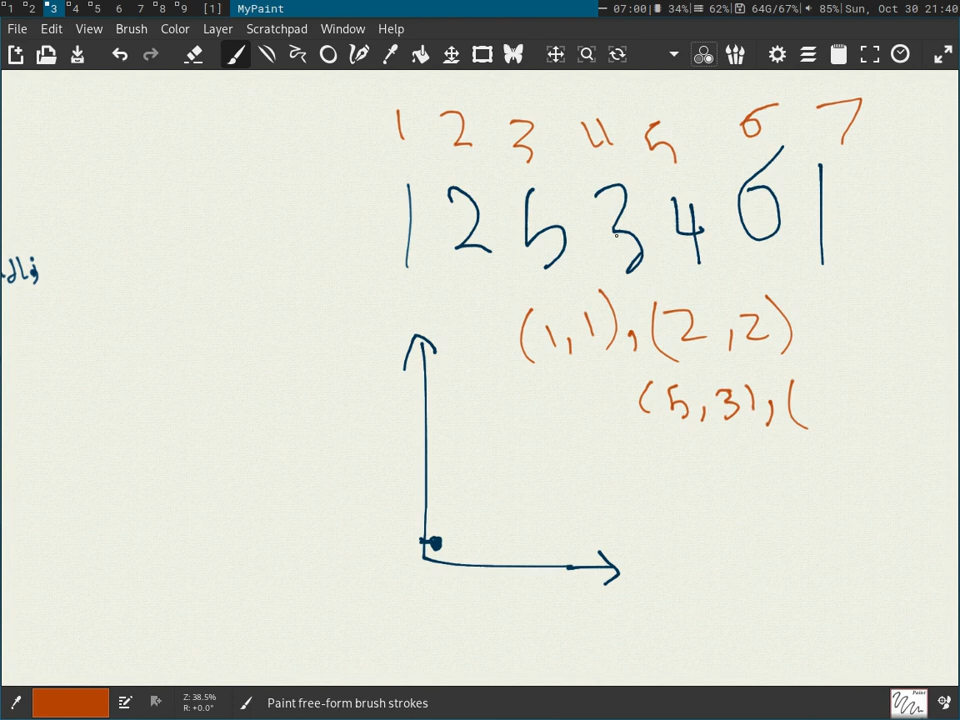 1 2 3 4 5 6 7 8 9 [1] MyPaint 07:00 34% 62% 64G/67% 85% Sun, Oct 30 21:40
File Edit View Brush Color Layer Scratchpad Window Help
1 2 3 4 5 6 7
1 2 5 3 4 6 1
(1,1),(2,2)
(5,3),(
Z: 38.5%
R: +0.0°
Paint free-form brush strokes